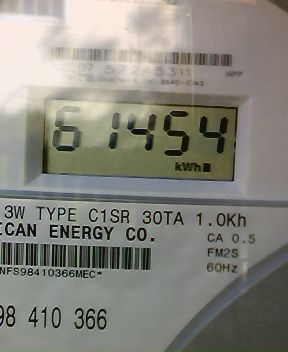 61454
kWh
3W TYPE C1SR 30TA 1.0Kh
ICAN ENERGY CO.
CA 0.5
FM2S
60Hz
NFS98410366MEC*
98 410 366